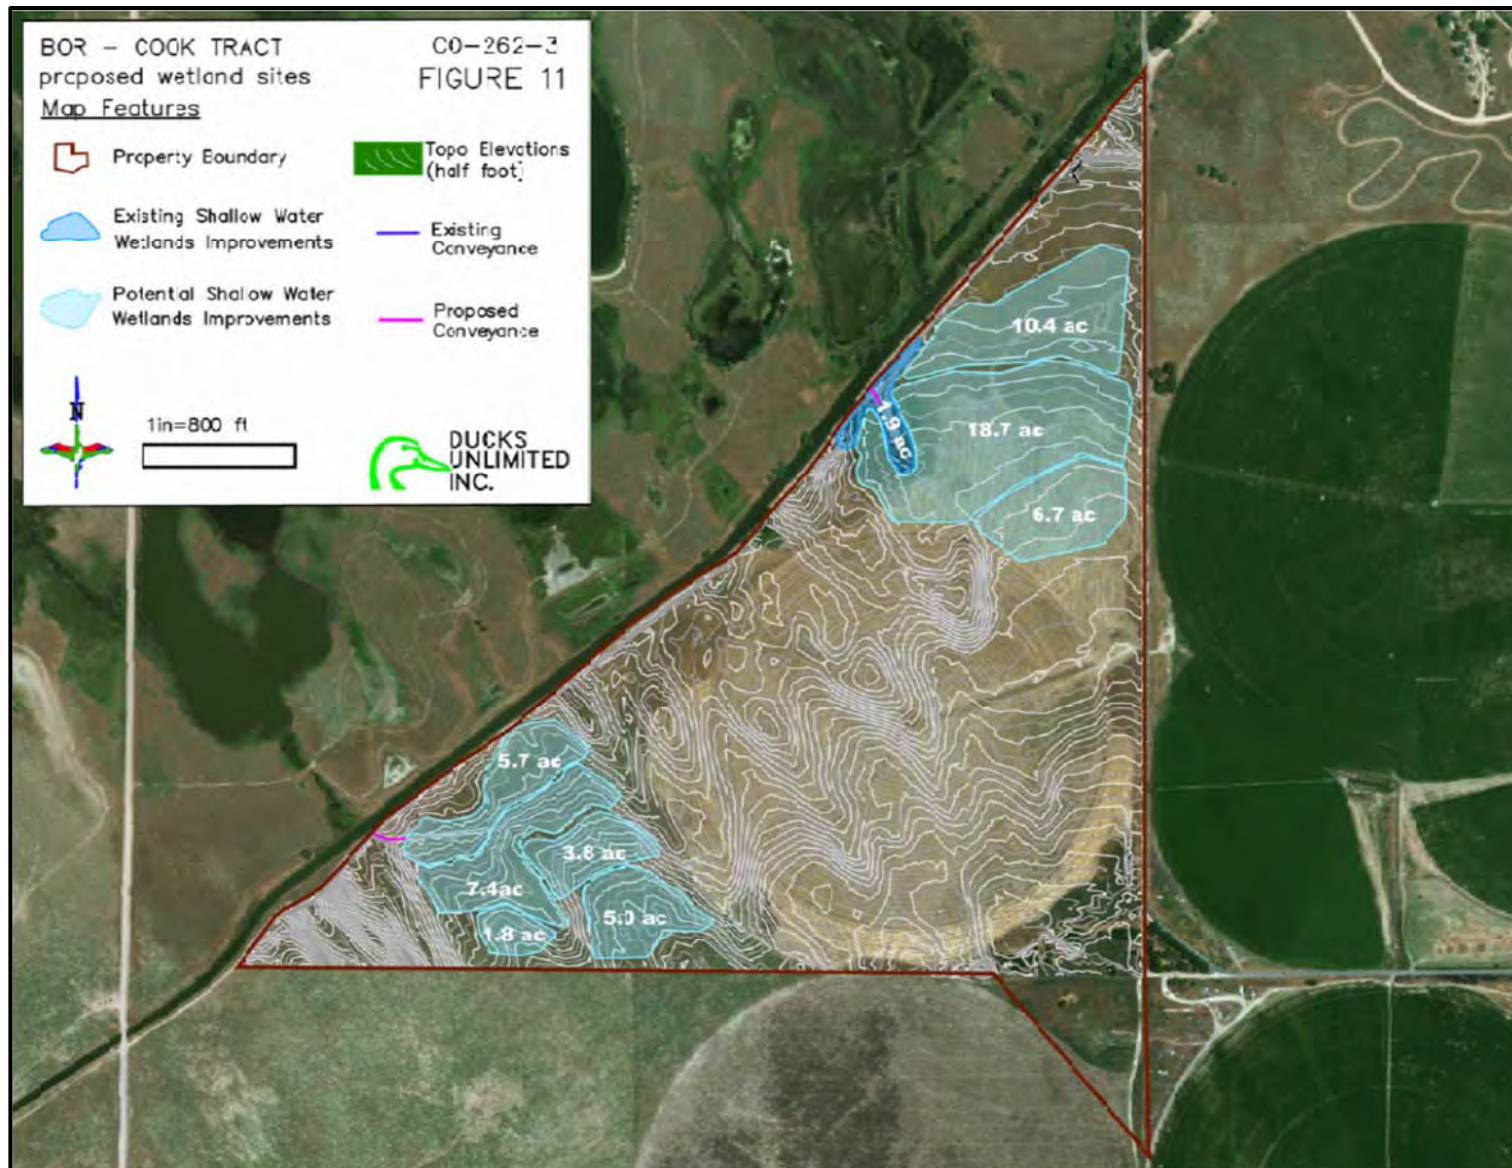 BOR - COOK TRACT
proposed wetland sites
Map Features
CO-262-3
FIGURE 11
Property Boundary
Topo Elevations
(half foot)
Existing Shallow Water
Wetlands Improvements
Existing
Conveyance
Potential Shallow Water
Wetlands Improvements
Proposed
Conveyance
N
1in=800 ft
DUCKS
UNLIMITED
INC.
10.4 ac
1.9 ac
18.7 ac
6.7 ac
5.7 ac
3.8 ac
7.4ac
5.0 ac
1.8 ac